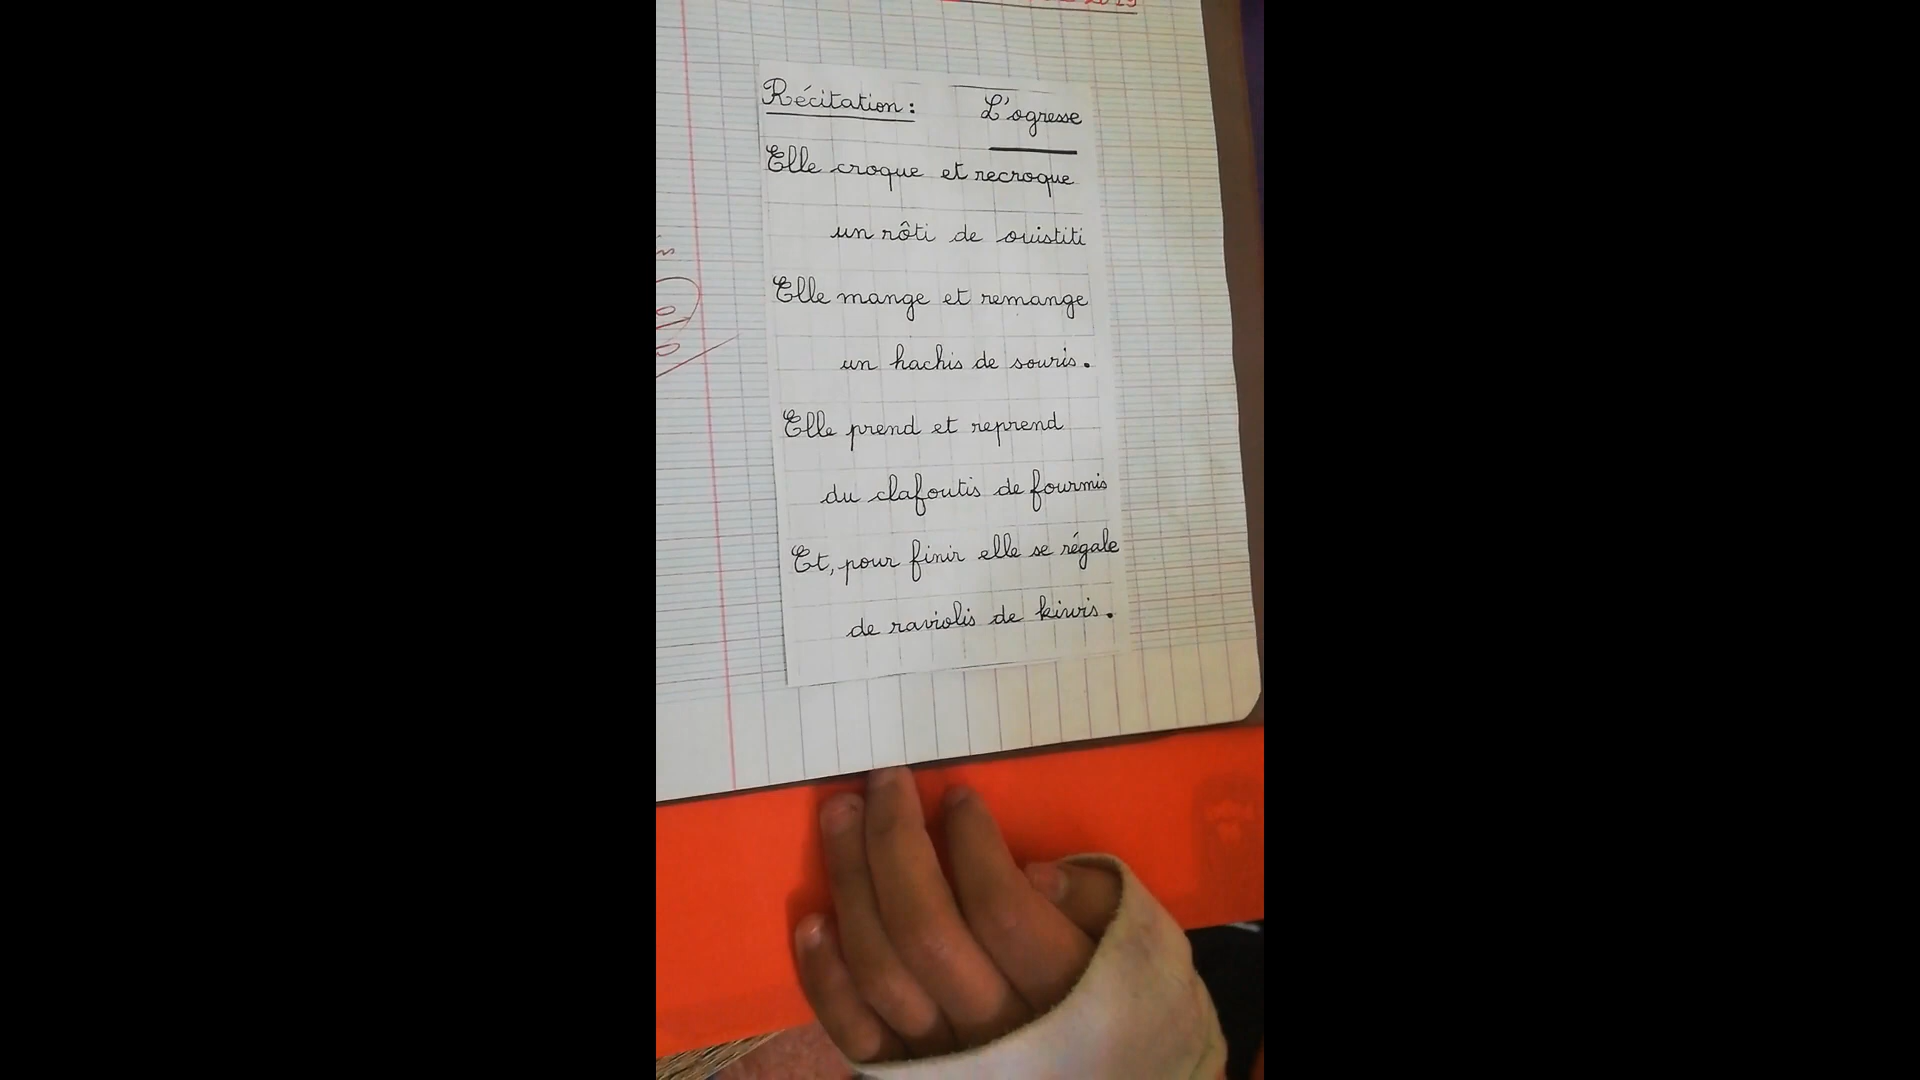 2019
Récitation : L'ogresse
Elle croque et recroque
un rôti de ouistiti
Elle mange et remange
un hachis de souris.
Elle prend et reprend
du clafoutis de fourmis
Et, pour finir elle se régale
de raviolis de kiwis.